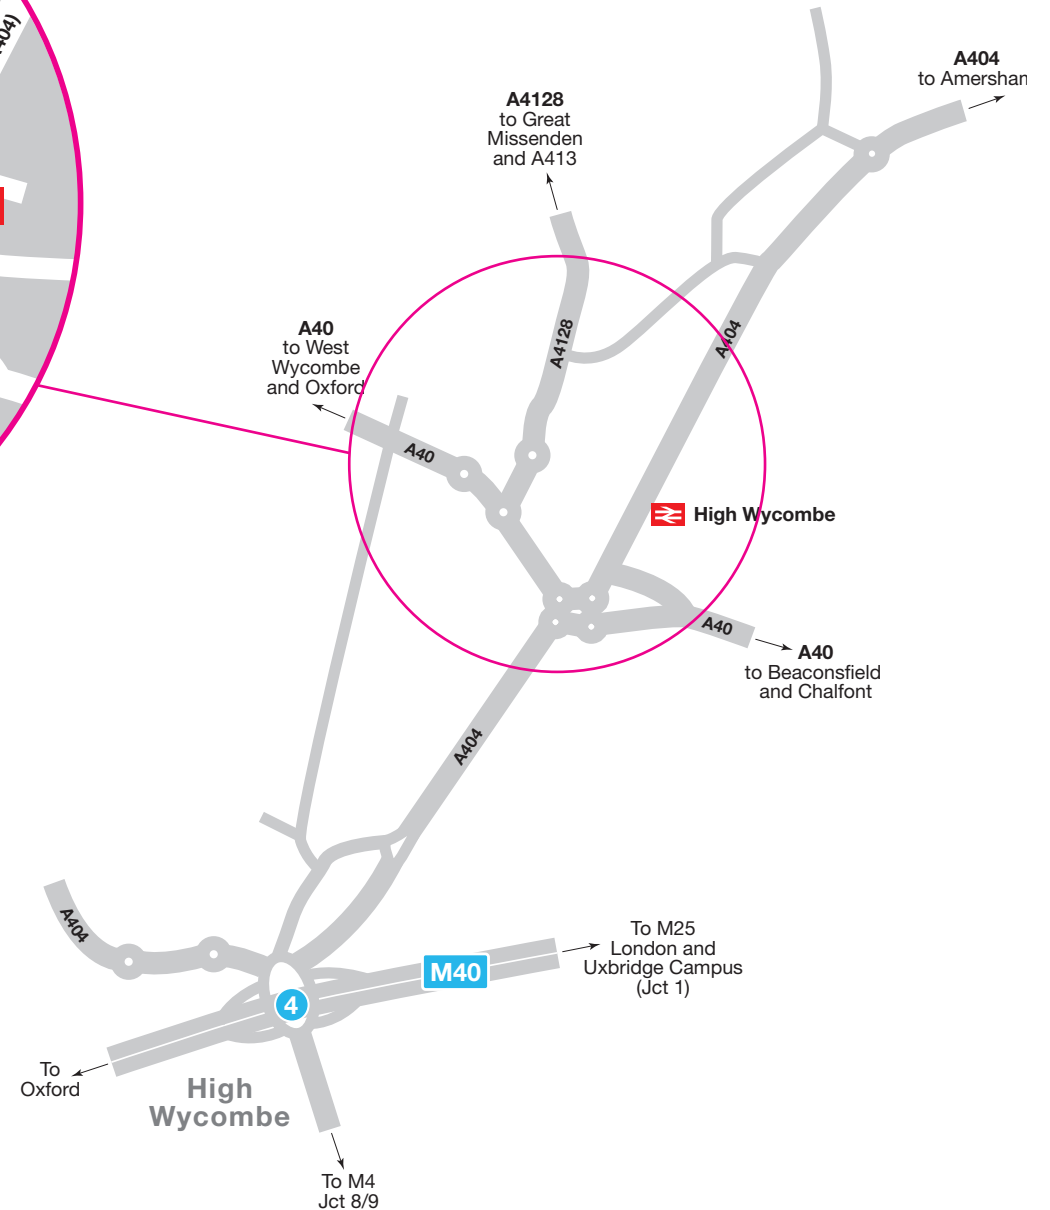 404)
A404
to Amersham
A4128
to Great
Missenden
and A413
A40
to West
Wycombe
and Oxford
A4128
A404
A40
High Wycombe
A40
A40
to Beaconsfield
and Chalfont
A404
A404
To M25
London and
Uxbridge Campus
(Jct 1)
M40
4
To
Oxford
High
Wycombe
To M4
Jct 8/9